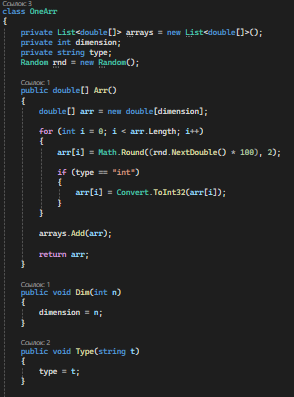 Ссылок: 3
class OneArr
{
private List<double[]> arrays = new List<double[]>();
private int dimension;
private string type;
Random rnd = new Random();
Ссылок: 1
public double[] Arr()
{
double[] arr = new double[dimension];
for (int i = 0; i < arr.Length; i++)
{
arr[i] = Math.Round((rnd.NextDouble() * 100), 2);
if (type == "int")
{
arr[i] = Convert.ToInt32(arr[i]);
}
}
arrays.Add(arr);
return arr;
}
Ссылок: 1
public void Dim(int n)
{
dimension = n;
}
Ссылок: 2
public void Type(string t)
{
type = t;
}